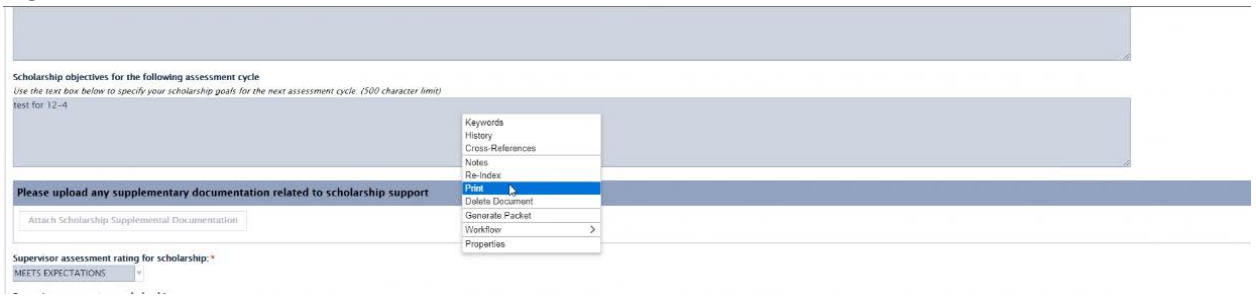 Scholarship objectives for the following assessment cycle
Use the text box below to specify your scholarship goals for the next assessment cycle. (500 character limit)
test for 12-4
Keywords
History
Cross-References
Notes
Re-Index
Print
Delete Document
Generate Packet
Workflow
Properties
Please upload any supplementary documentation related to scholarship support
Attach Scholarship Supplemental Documentation
Supervisor assessment rating for scholarship:*
MEETS EXPECTATIONS